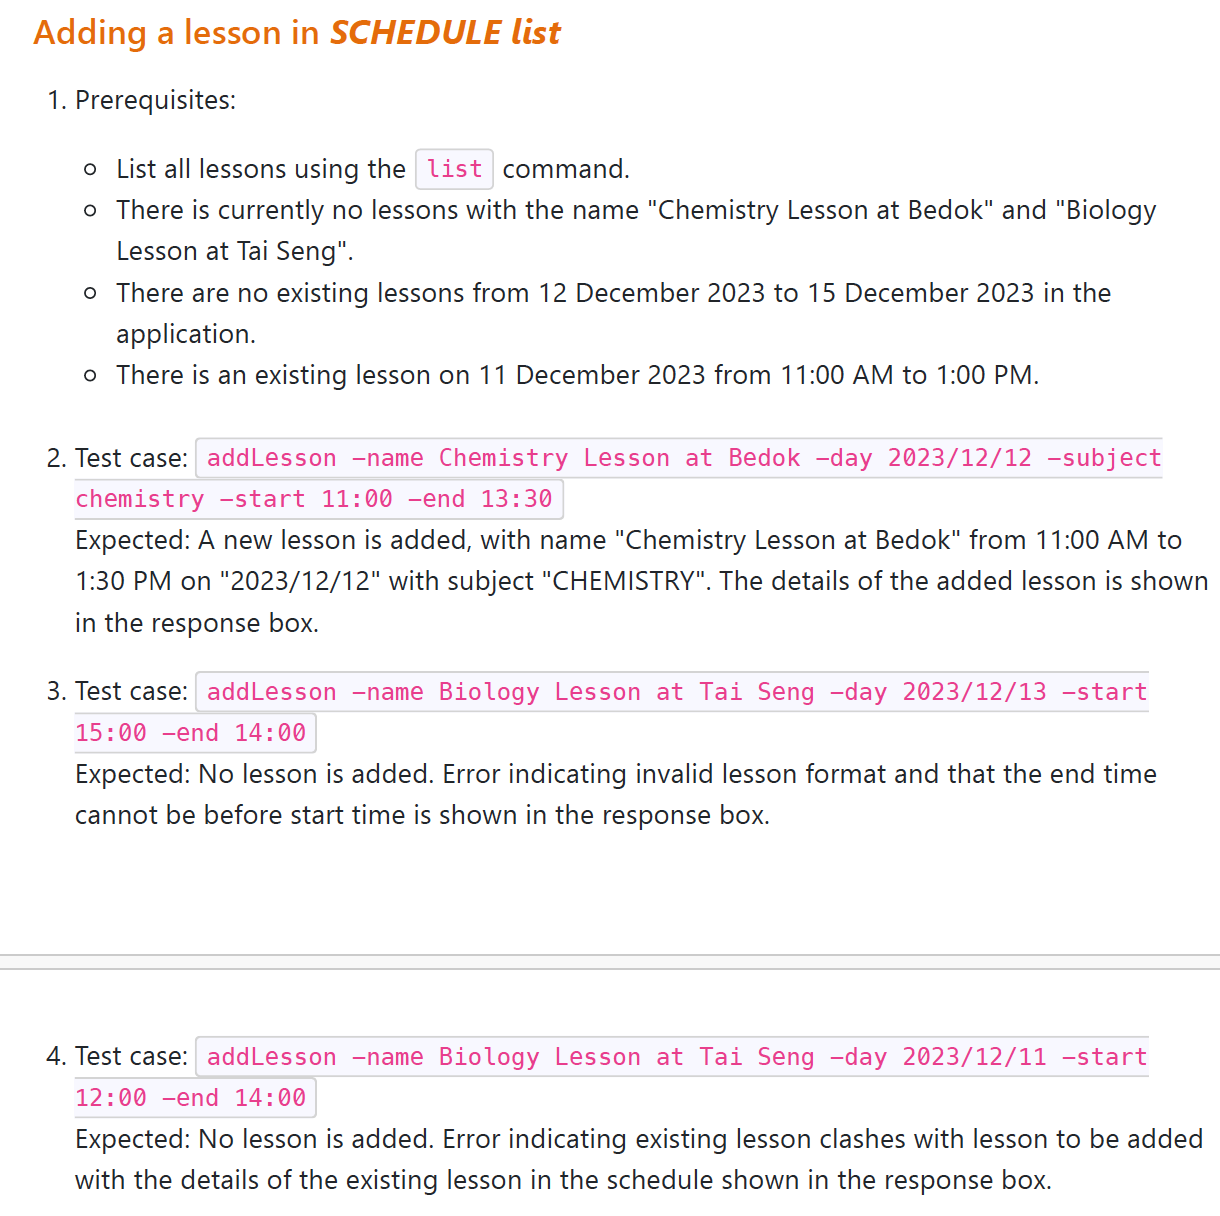 Adding a lesson in SCHEDULE list
1. Prerequisites:
List all lessons using the list command.
There is currently no lessons with the name "Chemistry Lesson at Bedok" and "Biology
Lesson at Tai Seng".
There are no existing lessons from 12 December 2023 to 15 December 2023 in the
application.
There is an existing lesson on 11 December 2023 from 11:00 AM to 1:00 PM.
2. Test case: addLesson −name Chemistry Lesson at Bedok −day 2023/12/12 −subject
chemistry −start 11:00 −end 13:30
Expected: A new lesson is added, with name "Chemistry Lesson at Bedok" from 11:00 AM to
1:30 PM on "2023/12/12" with subject "CHEMISTRY". The details of the added lesson is shown
in the response box.
3. Test case: addLesson −name Biology Lesson at Tai Seng −day 2023/12/13 −start
15:00 −end 14:00
Expected: No lesson is added. Error indicating invalid lesson format and that the end time
cannot be before start time is shown in the response box.
4. Test case: addLesson −name Biology Lesson at Tai Seng −day 2023/12/11 −start
12:00 −end 14:00
Expected: No lesson is added. Error indicating existing lesson clashes with lesson to be added
with the details of the existing lesson in the schedule shown in the response box.